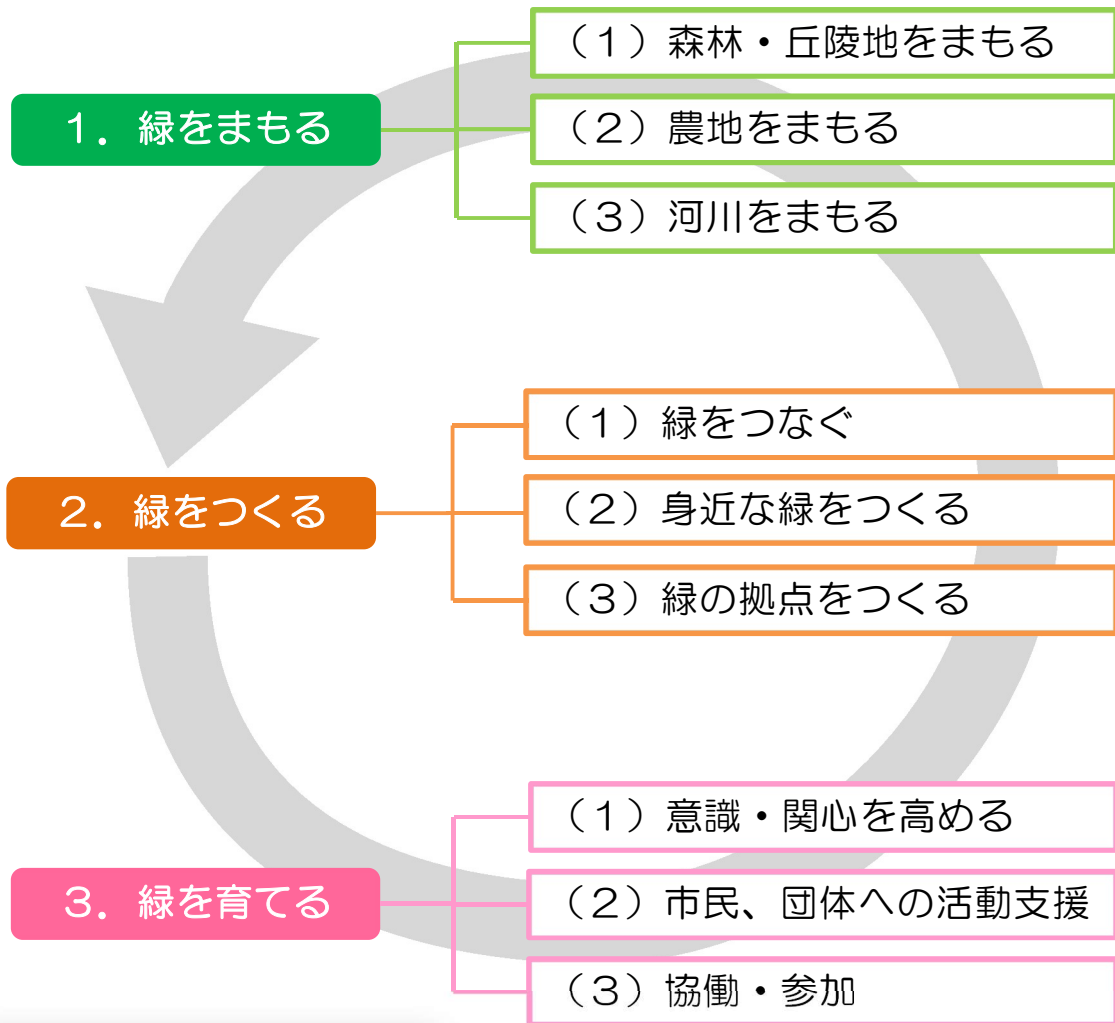 １．緑をまもる
（１）森林・丘陵地をまもる
（２）農地をまもる
（３）河川をまもる
２．緑をつくる
（１）緑をつなぐ
（２）身近な緑をつくる
（３）緑の拠点をつくる
３．緑を育てる
（１）意識・関心を高める
（２）市民、団体への活動支援
（３）協働・参加